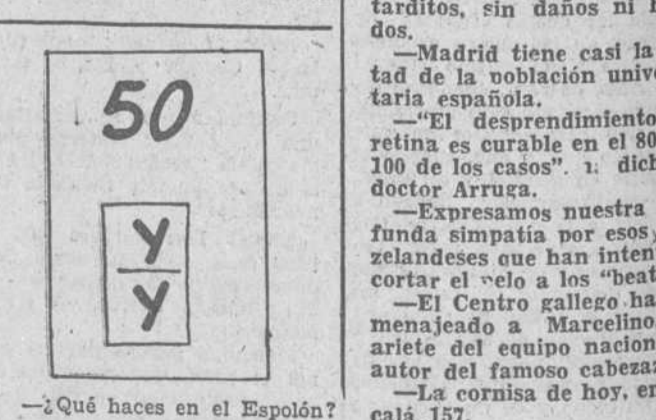 50
y
y
—¿Qué haces en el Espolón?
tarditos, sin daños ni
dos.
—Madrid tiene casi la
tad de la población unive
taria española.
—"El desprendimiento
retina es curable en el 80
100 de los casos". dich
doctor Arruga.
—Expresamos nuestra
funda simpatía por esos
zelandeses que han inten
cortar el pelo a los "beat
—El Centro gallego ha
menajeado a Marcelino
ariete del equipo nacion
autor del famoso cabeza
—La cornisa de hoy, en
calá 157.